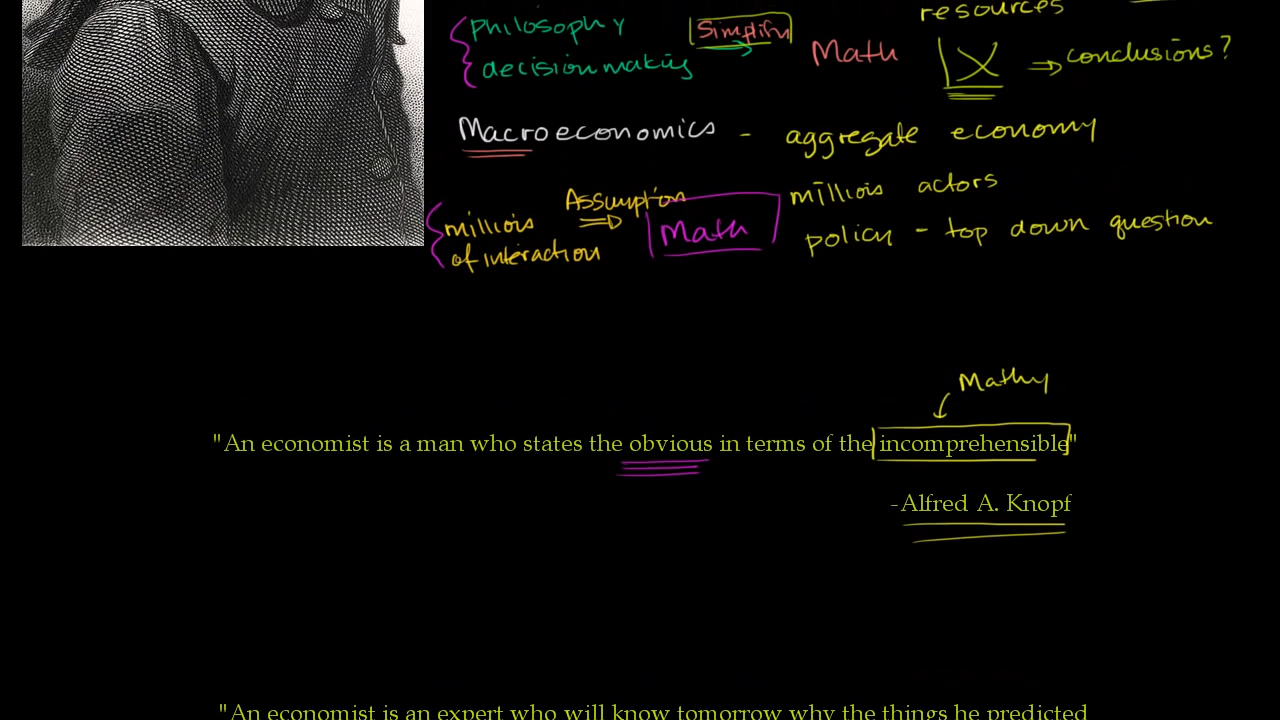 resources
philosophy Simplify Math ⇒ conclusions?
decision making
Macroeconomics - aggregate economy
Assumption millions actors
millions ⇒ Math policy - top down question
of interaction
Mathy
"An economist is a man who states the obvious in terms of the incomprehensible"
-Alfred A. Knopf
"An economist is an expert who will know tomorrow why the things he predicted